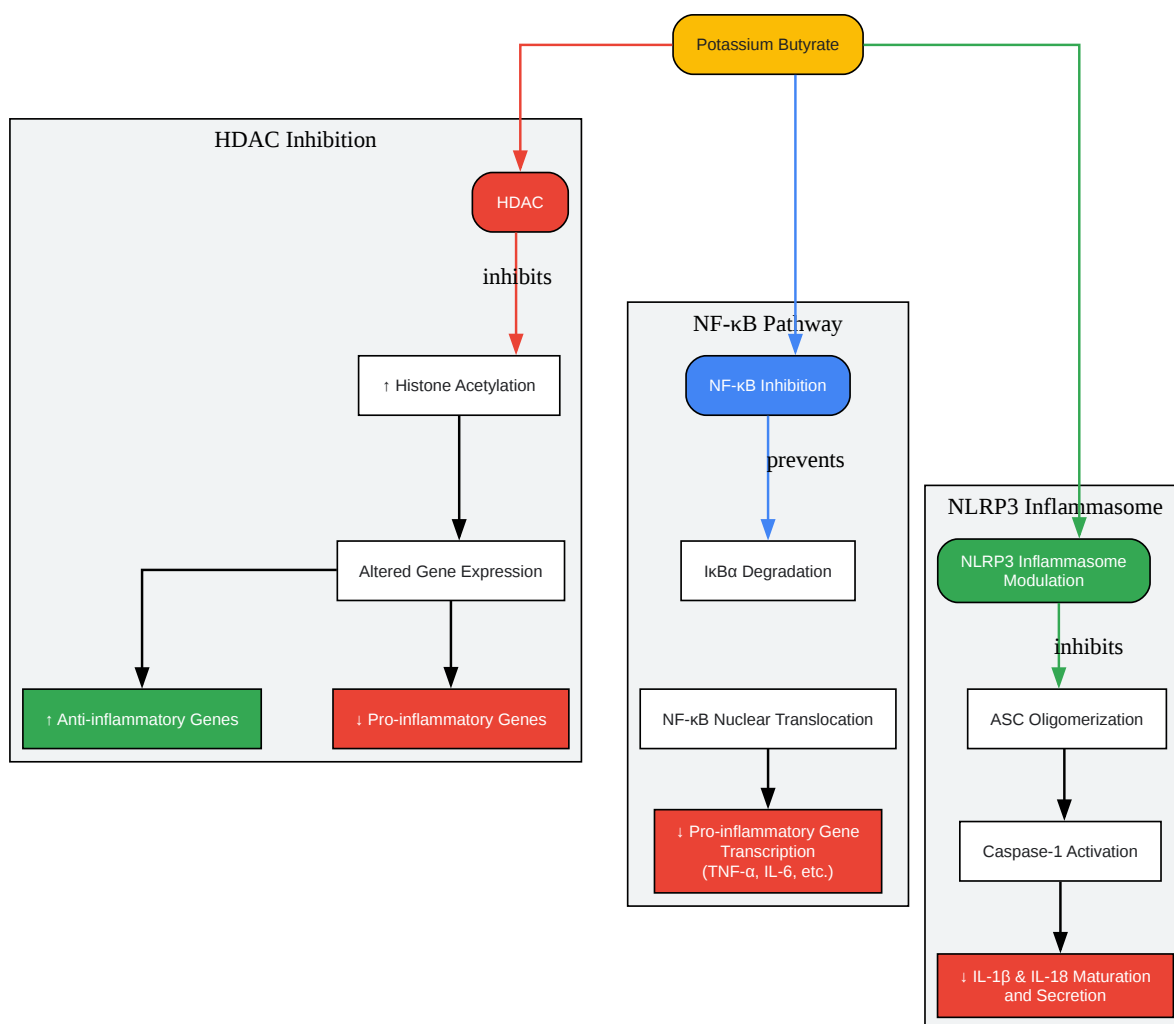 Potassium Butyrate
HDAC Inhibition
HDAC
inhibits
↑ Histone Acetylation
Altered Gene Expression
↑ Anti-inflammatory Genes
↓ Pro-inflammatory Genes
NF-κB Pathway
NF-κB Inhibition
prevents
IκBα Degradation
NF-κB Nuclear Translocation
↓ Pro-inflammatory Gene
Transcription
(TNF-α, IL-6, etc.)
NLRP3 Inflammasome
NLRP3 Inflammasome
Modulation
inhibits
ASC Oligomerization
Caspase-1 Activation
↓ IL-1β & IL-18 Maturation
and Secretion